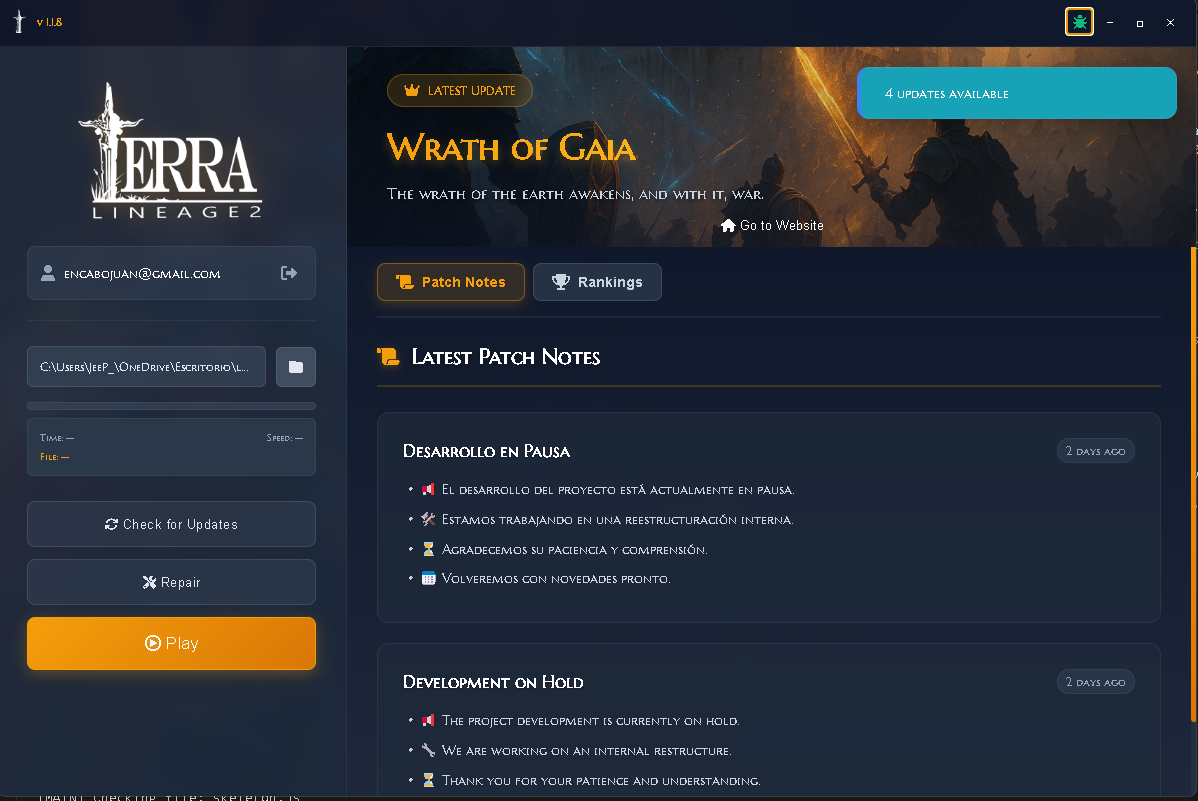 v 1.1.8
TERRA
LINEAGE2
encabojuan@gmail.com
C:\Users\JeeP_\OneDrive\Escritorio\l...
Time: — Speed: —
File: —
Check for Updates
Repair
Play
LATEST UPDATE
4 updates available
Wrath of Gaia
The wrath of the earth awakens, and with it, war.
Go to Website
Patch Notes
Rankings
Latest Patch Notes
Desarrollo en Pausa
2 days ago
• El desarrollo del proyecto está actualmente en pausa.
• Estamos trabajando en una reestructuración interna.
• Agradecemos su paciencia y comprensión.
• Volveremos con novedades pronto.
Development on Hold
2 days ago
• The project development is currently on hold.
• We are working on an internal restructure.
• Thank you for your patience and understanding.
[MAIN] Checking file: skeleton.js